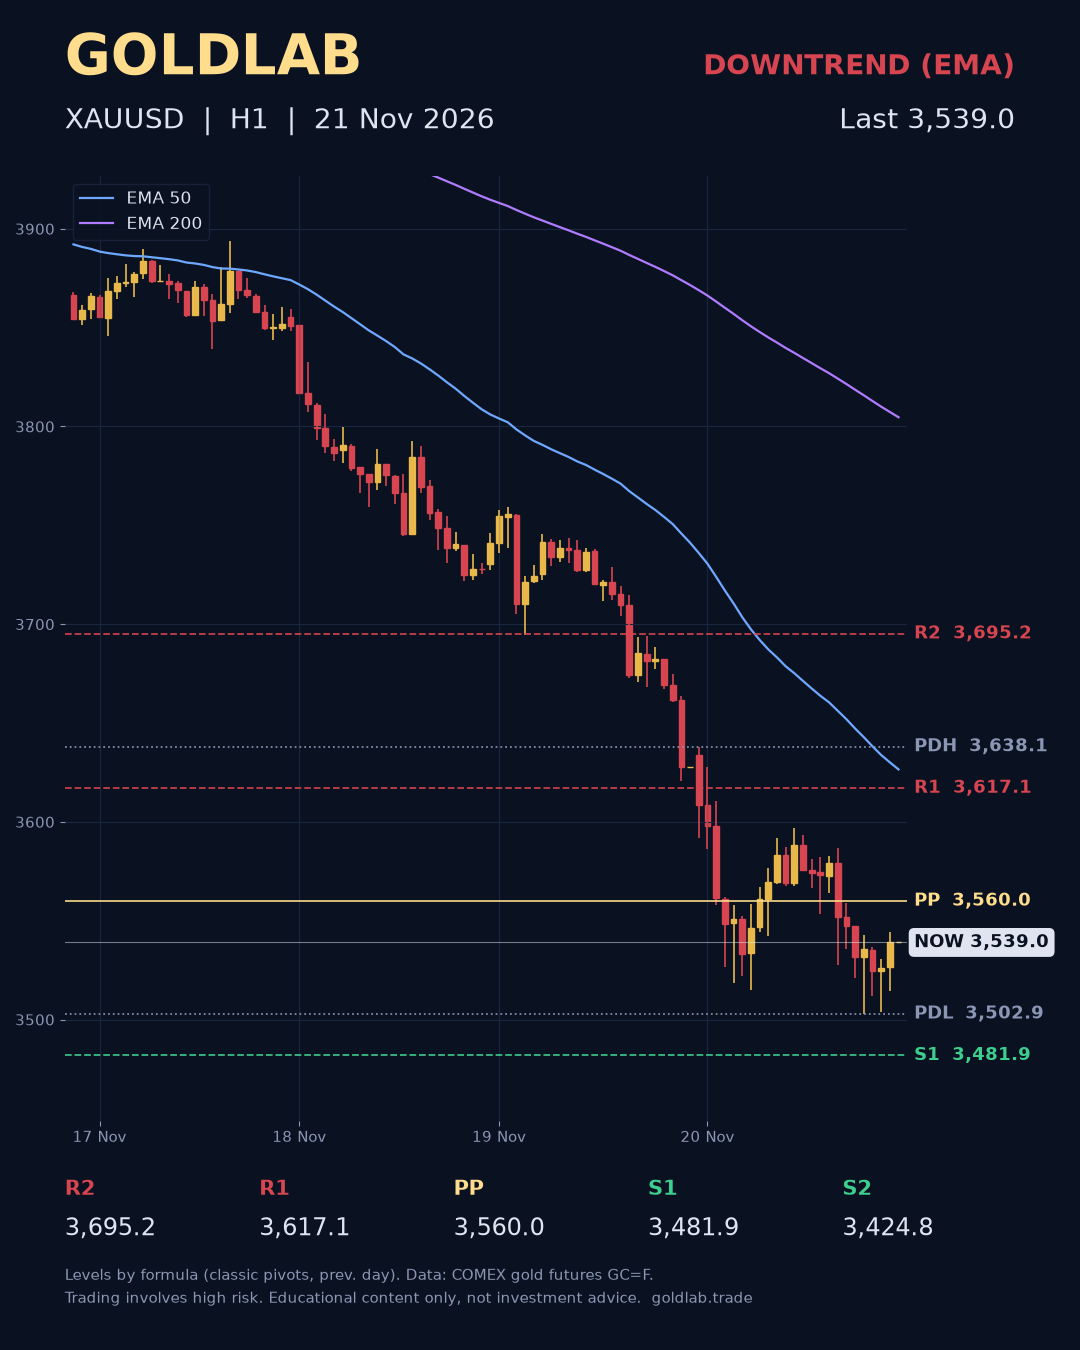 GOLDLAB
DOWNTREND (EMA)
XAUUSD | H1 | 21 Nov 2026
Last 3,539.0
EMA 50
EMA 200
3900
3800
3700
3600
3500
R2 3,695.2
PDH 3,638.1
R1 3,617.1
PP 3,560.0
NOW 3,539.0
PDL 3,502.9
S1 3,481.9
17 Nov
18 Nov
19 Nov
20 Nov
R2
R1
PP
S1
S2
3,695.2
3,617.1
3,560.0
3,481.9
3,424.8
Levels by formula (classic pivots, prev. day). Data: COMEX gold futures GC=F.
Trading involves high risk. Educational content only, not investment advice. goldlab.trade